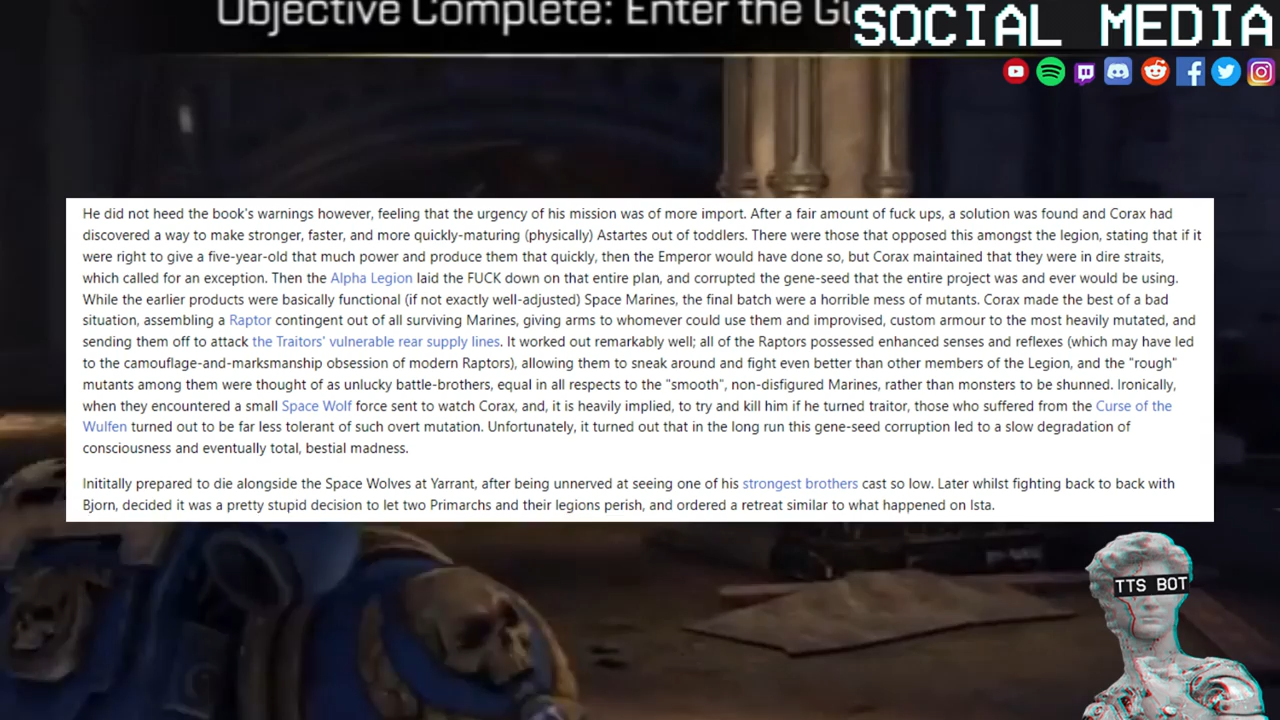 Objective Complete: Enter the Gu
SOCIAL MEDIA
He did not heed the book's warnings however, feeling that the urgency of his mission was of more import. After a fair amount of fuck ups, a solution was found and Corax had
discovered a way to make stronger, faster, and more quickly-maturing (physically) Astartes out of toddlers. There were those that opposed this amongst the legion, stating that if it
were right to give a five-year-old that much power and produce them that quickly, then the Emperor would have done so, but Corax maintained that they were in dire straits,
which called for an exception. Then the Alpha Legion laid the FUCK down on that entire plan, and corrupted the gene-seed that the entire project was and ever would be using.
While the earlier products were basically functional (if not exactly well-adjusted) Space Marines, the final batch were a horrible mess of mutants. Corax made the best of a bad
situation, assembling a Raptor contingent out of all surviving Marines, giving arms to whomever could use them and improvised, custom armour to the most heavily mutated, and
sending them off to attack the Traitors' vulnerable rear supply lines. It worked out remarkably well; all of the Raptors possessed enhanced senses and reflexes (which may have led
to the camouflage-and-marksmanship obsession of modern Raptors), allowing them to sneak around and fight even better than other members of the Legion, and the "rough"
mutants among them were thought of as unlucky battle-brothers, equal in all respects to the "smooth", non-disfigured Marines, rather than monsters to be shunned. Ironically,
when they encountered a small Space Wolf force sent to watch Corax, and, it is heavily implied, to try and kill him if he turned traitor, those who suffered from the Curse of the
Wulfen turned out to be far less tolerant of such overt mutation. Unfortunately, it turned out that in the long run this gene-seed corruption led to a slow degradation of
consciousness and eventually total, bestial madness.
Inititally prepared to die alongside the Space Wolves at Yarrant, after being unnerved at seeing one of his strongest brothers cast so low. Later whilst fighting back to back with
Bjorn, decided it was a pretty stupid decision to let two Primarchs and their legions perish, and ordered a retreat similar to what happened on Ista.
TTS BOT